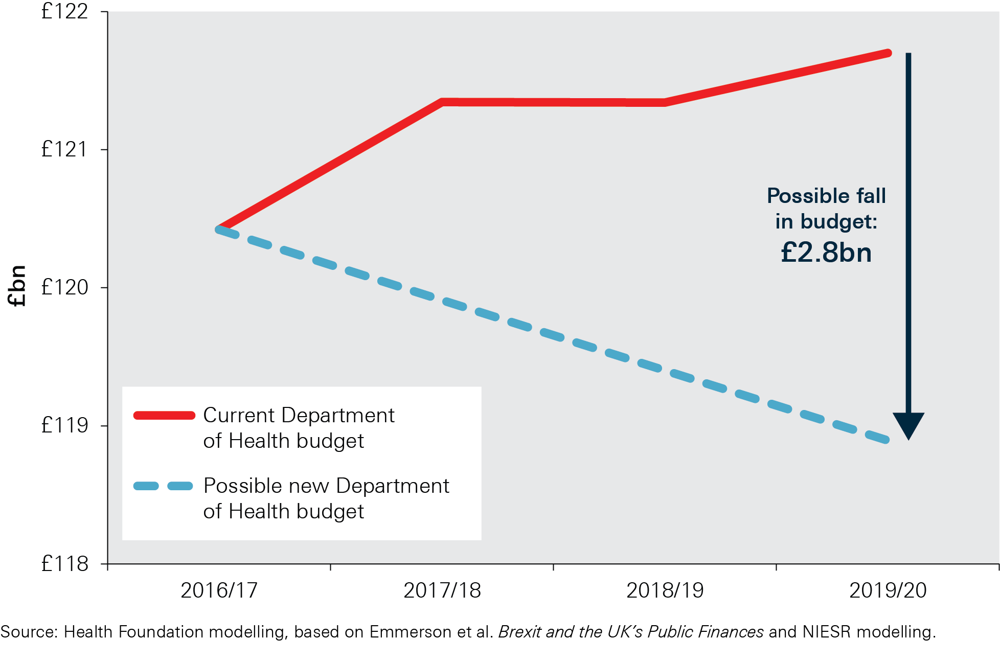 £122
£121
£120
£119
£118
£bn
Possible fall
in budget:
£2.8bn
Current Department
of Health budget
Possible new Department
of Health budget
2016/17
2017/18
2018/19
2019/20
Source: Health Foundation modelling, based on Emmerson et al. Brexit and the UK's Public Finances and NIESR modelling.